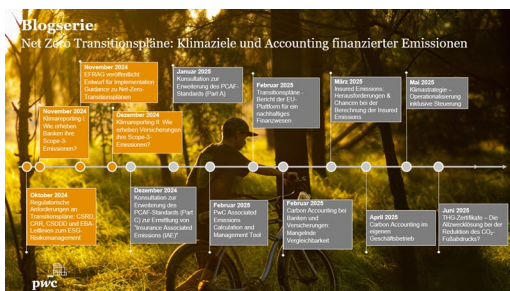 Blogserie
Net Zero Transitionspläne: Klimaziele und Accounting finanzierter Emissionen
November 2024
EFRAG veröffentlicht
Entwurf für Implementation
Guidance zu Net-Zero-
Transitionsplänen
Januar 2025
Konsultation zur
Erweiterung des PCAF-
Standards (Part A)
Februar 2025
Transitionspläne -
Bericht der EU-
Plattform für ein
nachhaltiges
Finanzwesen
März 2025
Insured Emissions:
Herausforderungen &
Chancen bei der
Berechnung der Insured
Emissions
Mai 2025
Klimastrategie –
Operationalisierung
inklusive Steuerung
November 2024
Klimareporting I:
Wie erheben
Banken ihre
Scope-3-
Emissionen?
Dezember 2024
Klimareporting II: Wie
erheben Versicherungen
ihre Scope-3-
Emissionen?
Oktober 2024
Regulatorische
Anforderungen an
Transitionspläne: CSRD,
CRR, CSDDD und EBA-
Leitlinien zum ESG-
Risikomanagement
Dezember 2024
Konsultation zur
Erweiterung des
PCAF-Standards (Part
C) zur Ermittlung von
"Insurance Associated
Emissions (IAE)"
Februar 2025
PwC Associated
Emissions
Calculation and
Management Tool
Februar 2025
Carbon Accounting bei
Banken und
Versicherungen:
Mangelnde
Vergleichbarkeit
April 2025
Carbon Accounting im
eigenen
Geschäftsbetrieb
Juni 2025
THG-Zertifikate – Die
Allzwecklösung bei der
Reduktion des CO₂-
Fußabdrucks?
pwc